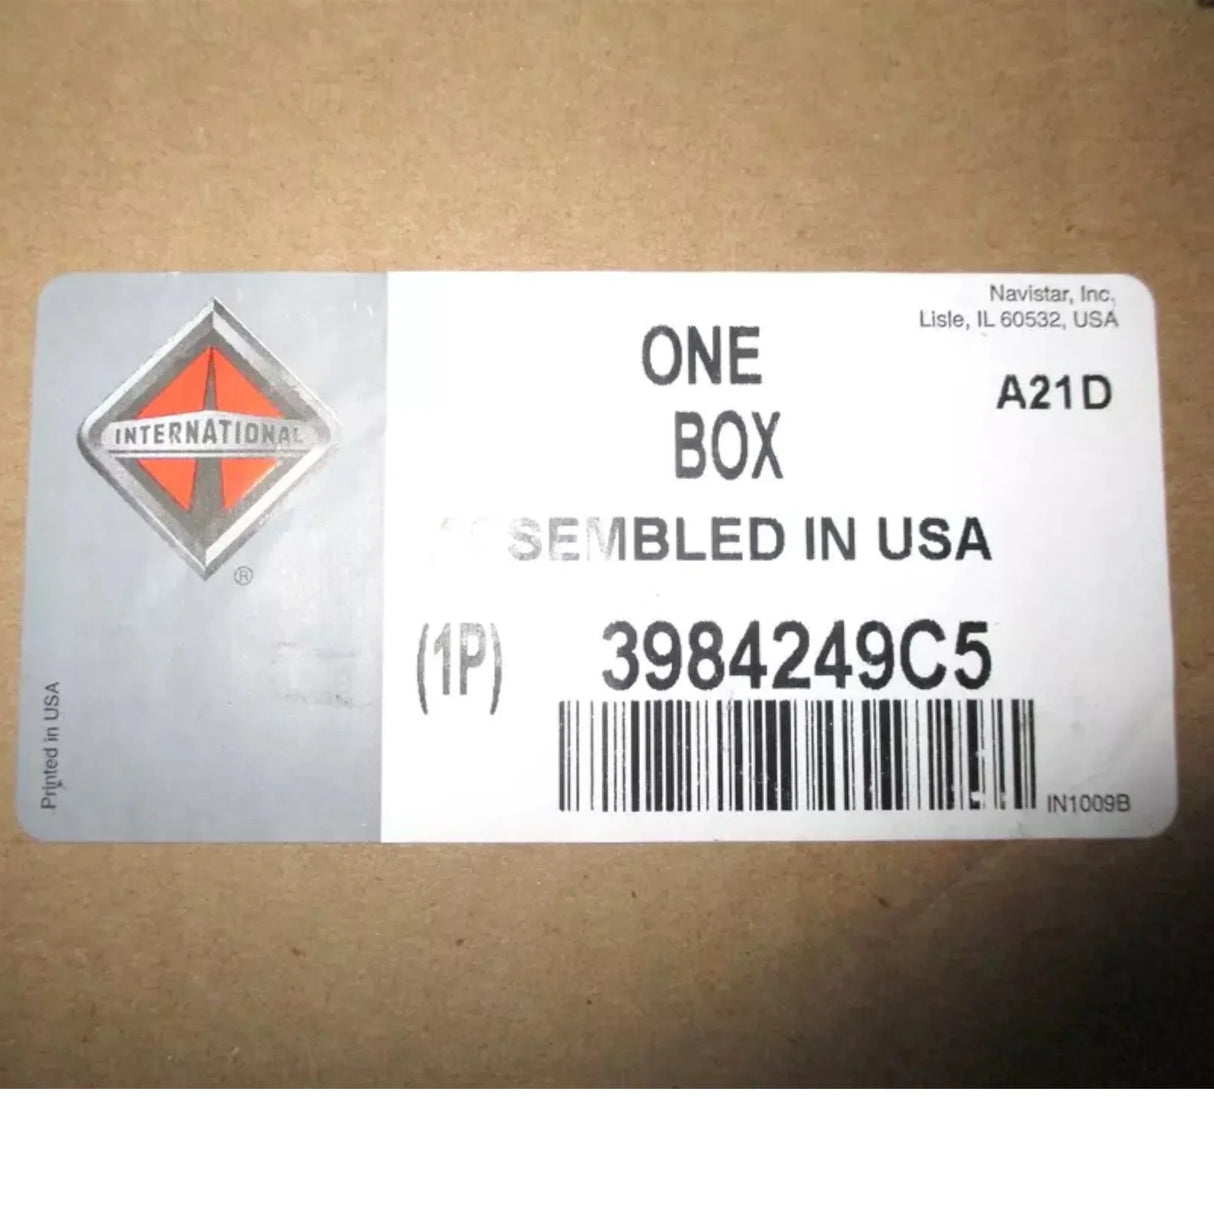 INTERNATIONAL
®
Printed in USA
Navistar, Inc.
Lisle, IL 60532, USA
ONE
BOX
A21D
SEMBLED IN USA
(1P) 3984249C5
IN1009B